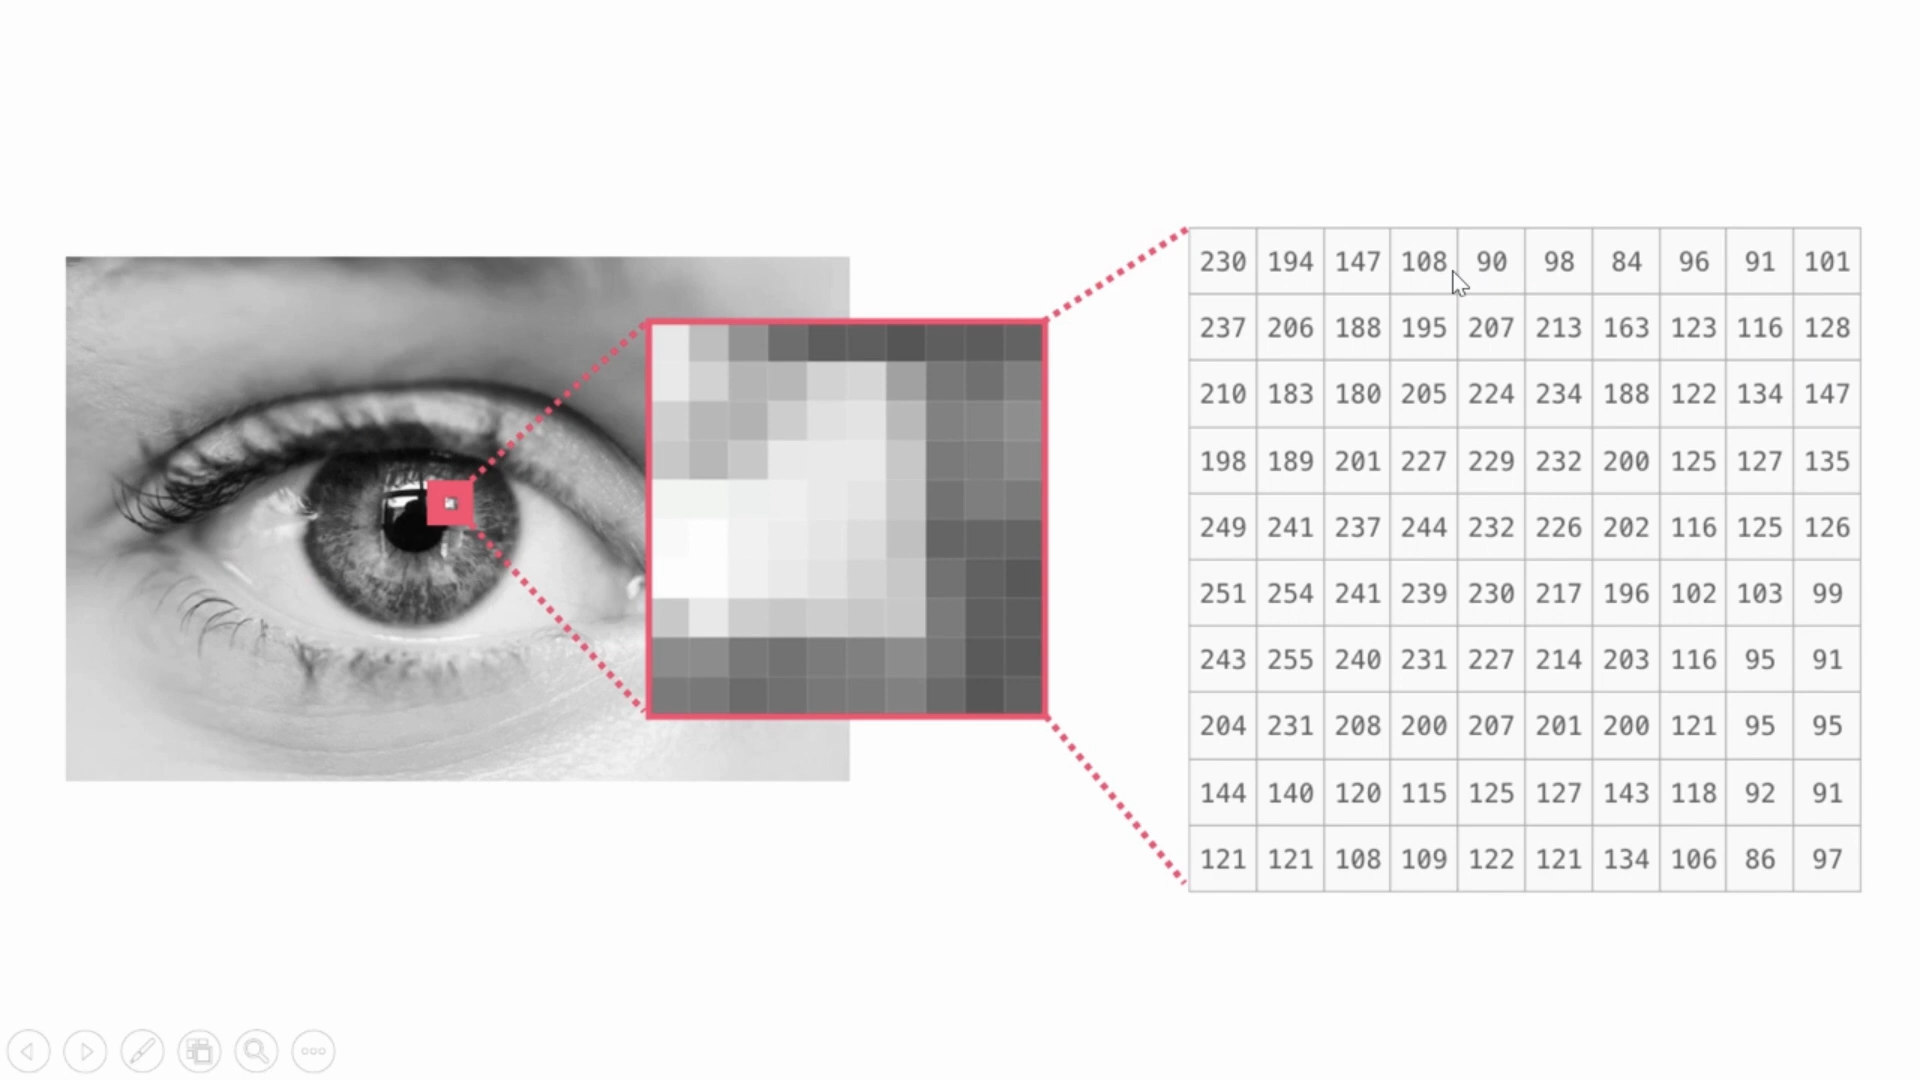 230 194 147 108 90 98 84 96 91 101
237 206 188 195 207 213 163 123 116 128
210 183 180 205 224 234 188 122 134 147
198 189 201 227 229 232 200 125 127 135
249 241 237 244 232 226 202 116 125 126
251 254 241 239 230 217 196 102 103 99
243 255 240 231 227 214 203 116 95 91
204 231 208 200 207 201 200 121 95 95
144 140 120 115 125 127 143 118 92 91
121 121 108 109 122 121 134 106 86 97